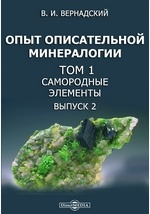 В. И. ВЕРНАДСКИЙ
ОПЫТ ОПИСАТЕЛЬНОЙ
МИНЕРАЛОГИИ
ТОМ 1
САМОРОДНЫЕ
ЭЛЕМЕНТЫ
ВЫПУСК 2